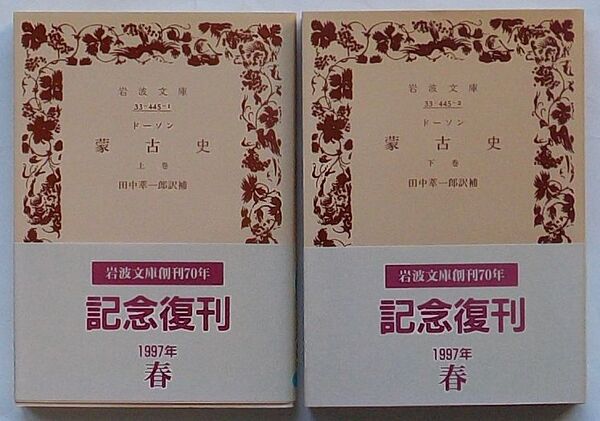 岩波文庫
33-445-1
ドーソン
蒙古史
上巻
田中萃一郎訳補
岩波文庫創刊70年
記念復刊
1997年
春
岩波文庫
33-445-2
ドーソン
蒙古史
下巻
田中萃一郎訳補
岩波文庫創刊70年
記念復刊
1997年
春